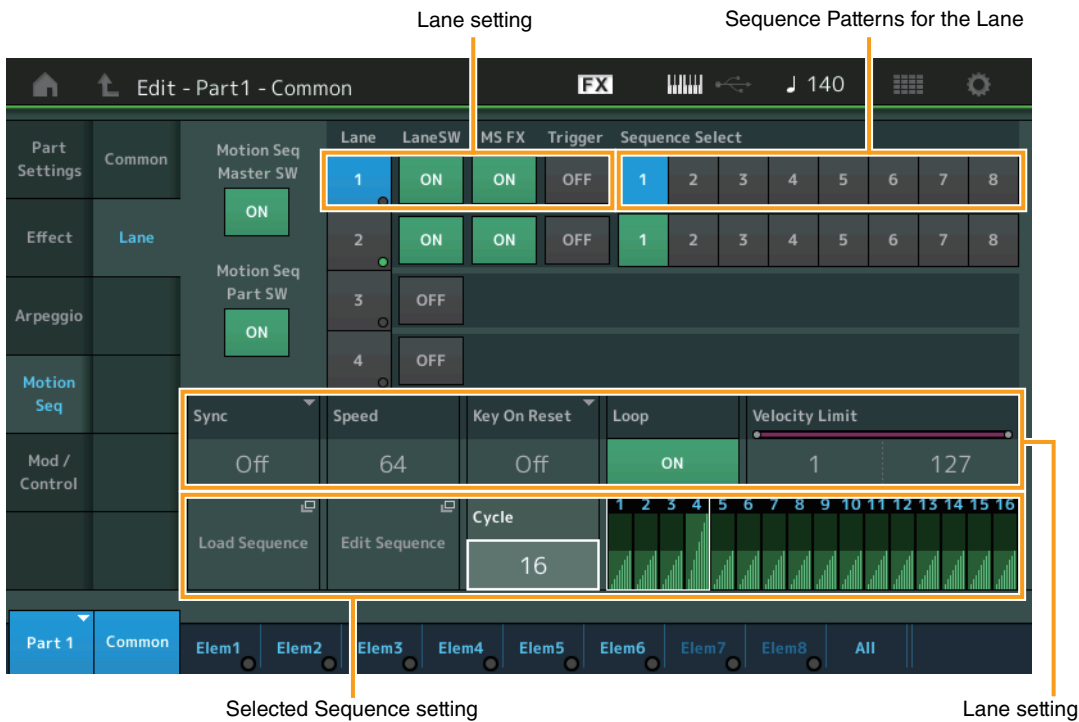 Lane setting
Sequence Patterns for the Lane
Edit - Part1 - Common
FX
140
Part Settings
Common
Motion Seq Master SW
ON
Lane LaneSW MS FX Trigger Sequence Select
1 ON ON OFF 1 2 3 4 5 6 7 8
Effect
Lane
2 ON ON OFF 1 2 3 4 5 6 7 8
Motion Seq Part SW
ON
Arpeggio
3 OFF
4 OFF
Motion Seq
Sync Speed Key On Reset Loop Velocity Limit
Off 64 Off ON 1 127
Mod / Control
Load Sequence Edit Sequence Cycle
16
1 2 3 4 5 6 7 8 9 10 11 12 13 14 15 16
Part 1 Common Elem1 Elem2 Elem3 Elem4 Elem5 Elem6 Elem7 Elem8 All
Selected Sequence setting
Lane setting